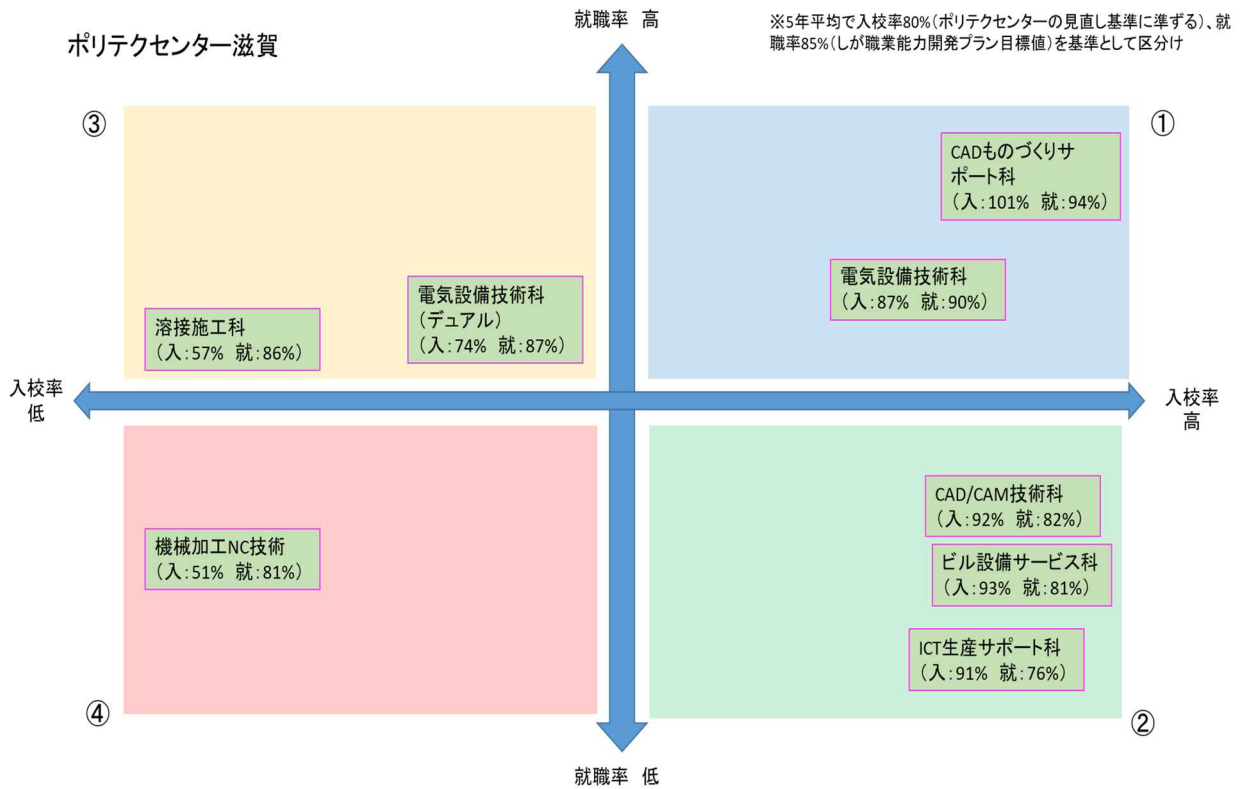 就職率 高
※5年平均で入校率80%(ポリテクセンターの見直し基準に準ずる)、就
職率85%(しが職業能力開発プラン目標値)を基準として区分け
ポリテクセンター滋賀
③
①
CADものづくりサ
ポート科
(入:101% 就:94%)
電気設備技術科
(入:87% 就:90%)
電気設備技術科
(デュアル)
(入:74% 就:87%)
溶接施工科
(入:57% 就:86%)
入校率
低
入校率
高
CAD/CAM技術科
(入:92% 就:82%)
機械加工NC技術
(入:51% 就:81%)
ビル設備サービス科
(入:93% 就:81%)
ICT生産サポート科
(入:91% 就:76%)
④
②
就職率 低